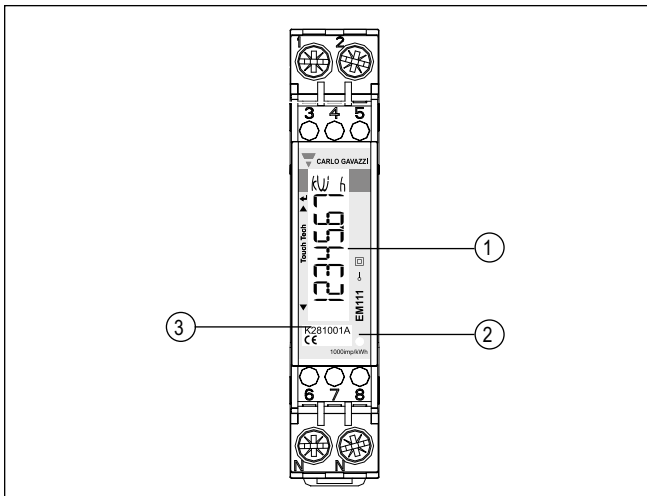 1 2
3 4 5
CARLO GAVAZZI
kWh
1234567
Touch Tech
EM111
1
3
K281001A
2
CE
1000imp/kWh
6 7 8
N N